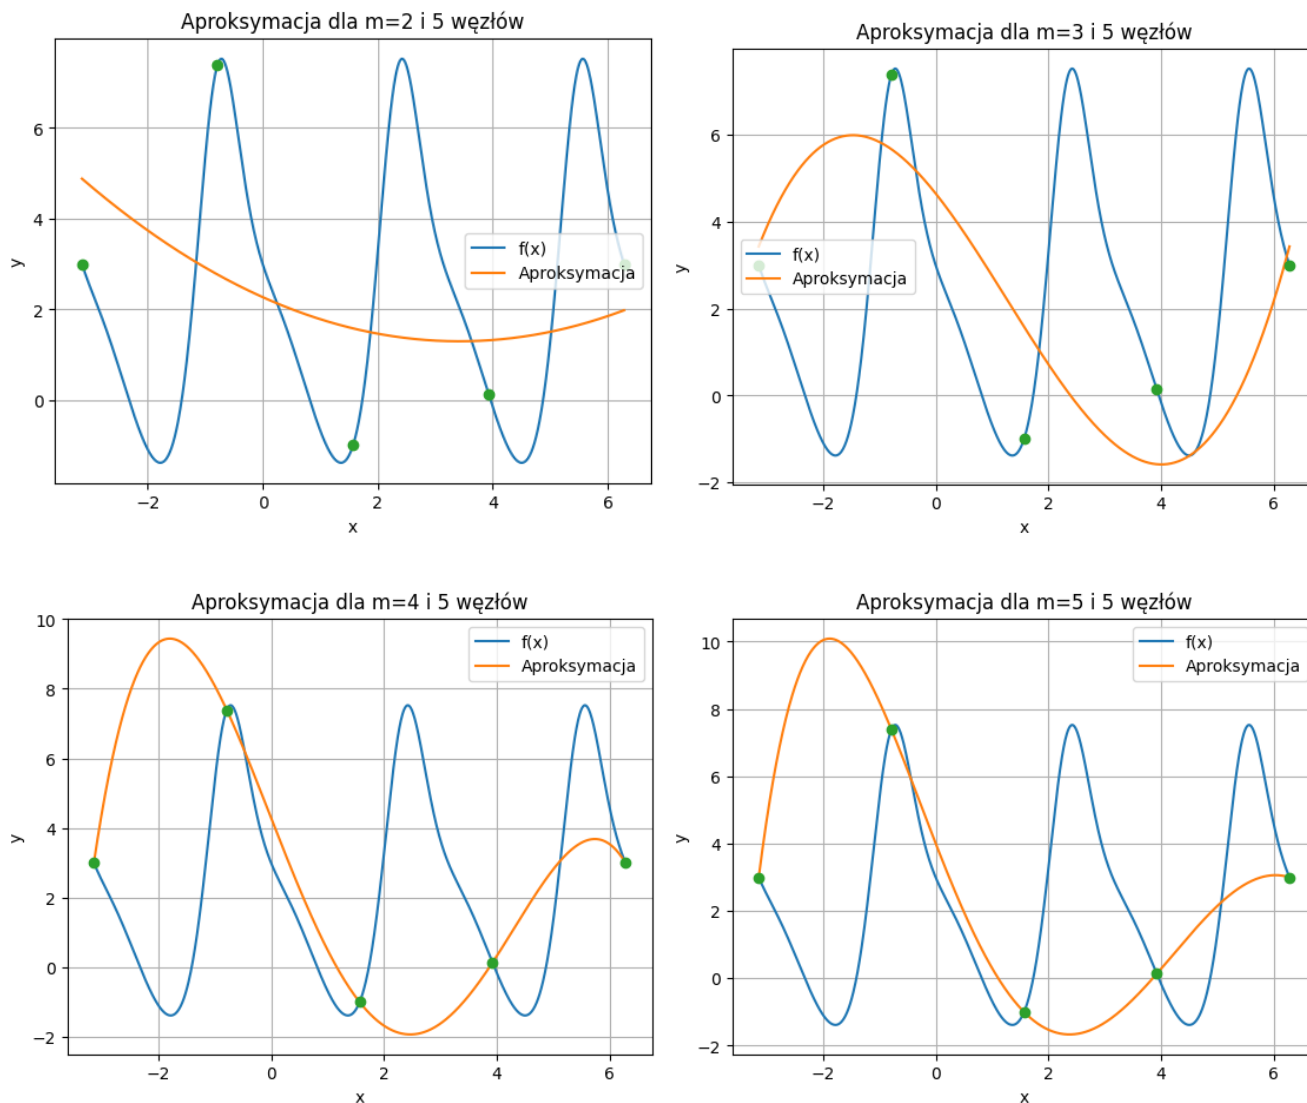 Aproksymacja dla m=2 i 5 węzłów
6
4
2
0
y
f(x)
Aproksymacja
−2
0
2
4
6
x
Aproksymacja dla m=3 i 5 węzłów
6
4
2
0
−2
y
f(x)
Aproksymacja
−2
0
2
4
6
x
Aproksymacja dla m=4 i 5 węzłów
10
8
6
4
2
0
−2
y
f(x)
Aproksymacja
−2
0
2
4
6
x
Aproksymacja dla m=5 i 5 węzłów
10
8
6
4
2
0
−2
y
f(x)
Aproksymacja
−2
0
2
4
6
x